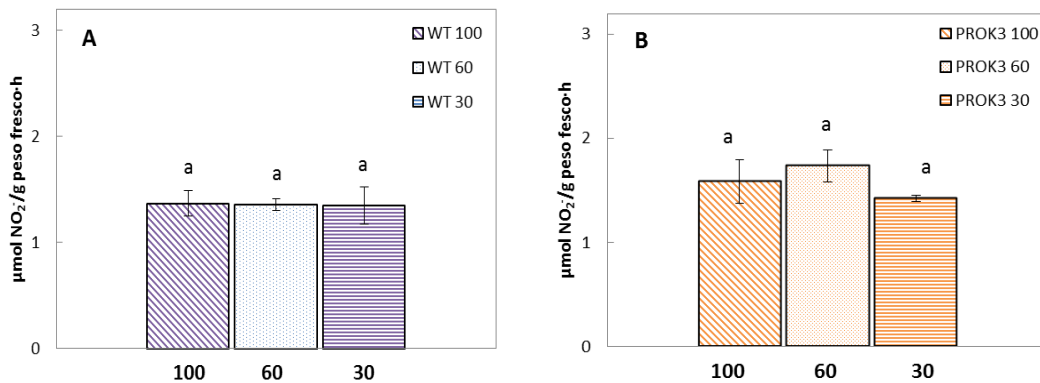 A
WT 100
WT 60
WT 30
µmol NO₂⁻/g peso fresco·h
3
2
1
0
a
a
a
100
60
30
B
PROK3 100
PROK3 60
PROK3 30
µmol NO₂⁻/g peso fesco·h
3
2
1
0
a
a
a
100
60
30